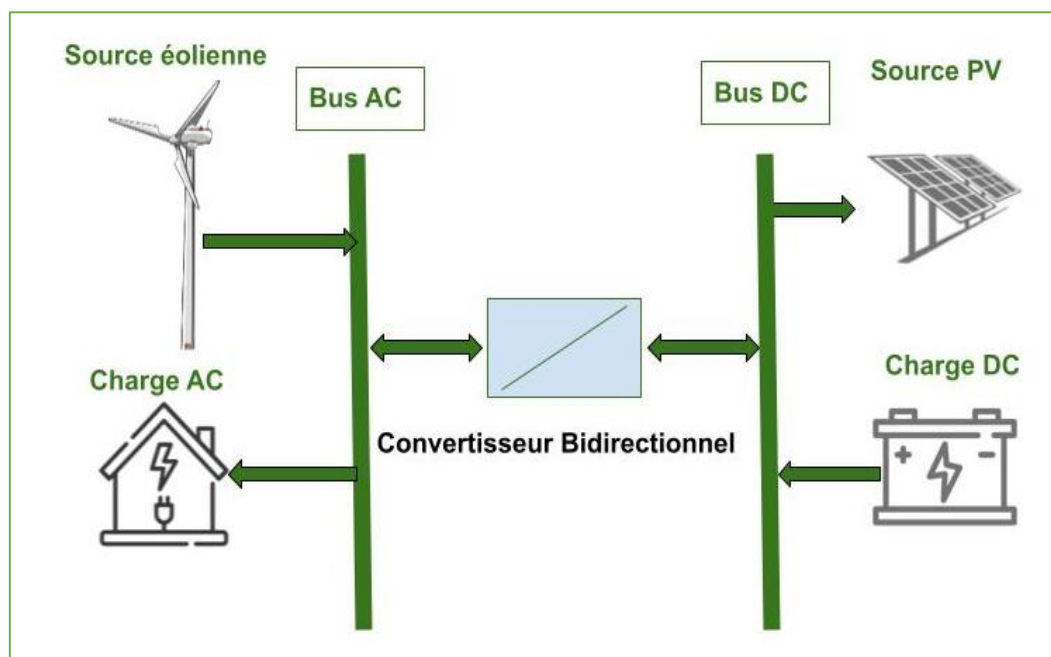 Source éolienne
Bus AC
Bus DC
Source PV
Charge AC
Charge DC
Convertisseur Bidirectionnel